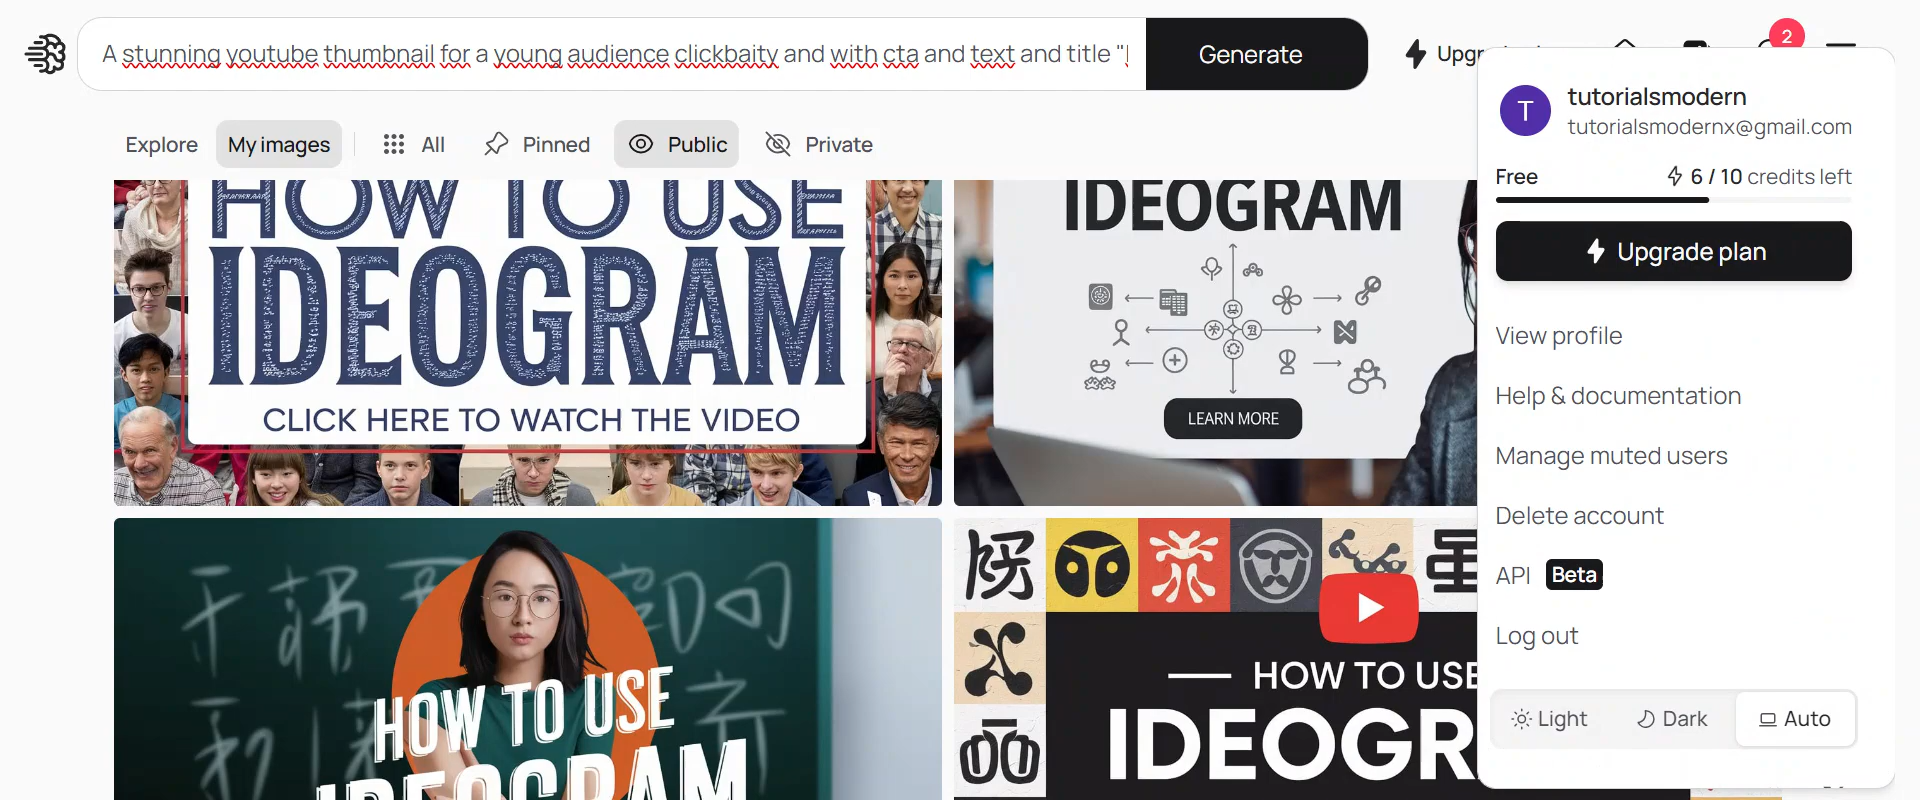 A stunning youtube thumbnail for a young audience clickbaity and with cta and text and title "
Generate
2
Explore
My images
All
Pinned
Public
Private
HOW TO USE
IDEOGRAM
CLICK HERE TO WATCH THE VIDEO
IDEOGRAM
LEARN MORE
HOW TO USE
IDEOGRAM
HOW TO USE
IDEOGR
T
tutorialsmodern
tutorialsmodernx@gmail.com
Free
6 / 10 credits left
Upgrade plan
View profile
Help & documentation
Manage muted users
Delete account
API Beta
Log out
Light
Dark
Auto